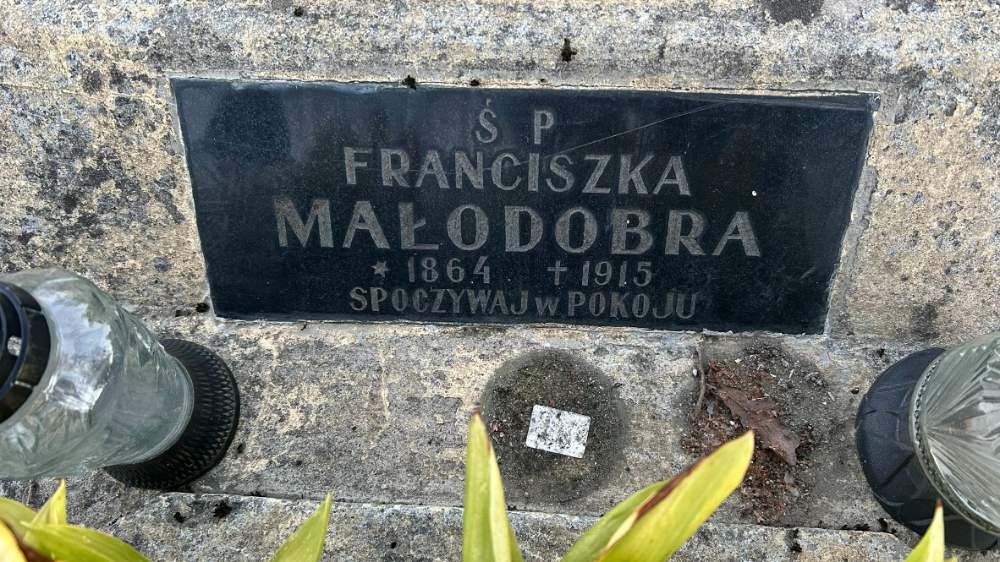 Ś P
FRANCISZKA
MAŁODOBRA
* 1864 † 1915
SPOCZYWAJ w POKOJU